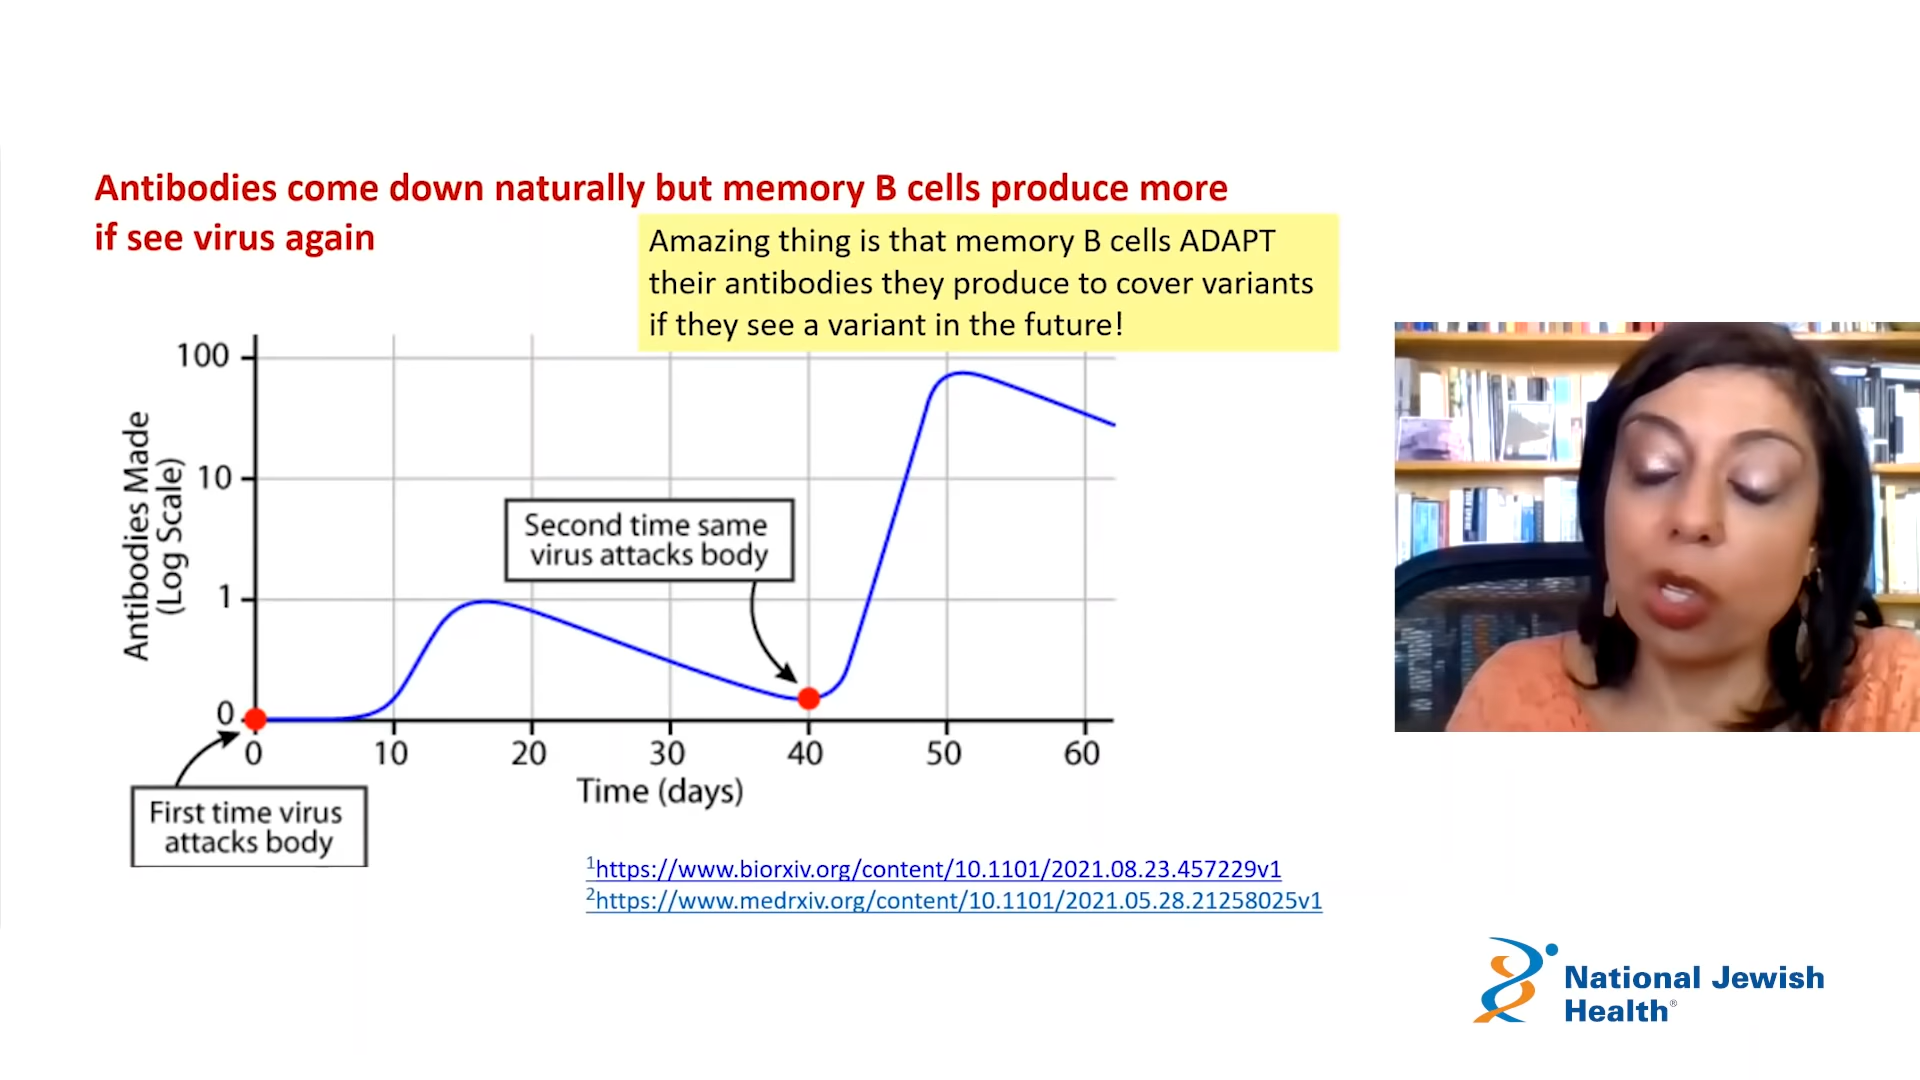 Antibodies come down naturally but memory B cells produce more
if see virus again
Amazing thing is that memory B cells ADAPT
their antibodies they produce to cover variants
if they see a variant in the future!
Antibodies Made
(Log Scale)
100
10
1
0
Second time same
virus attacks body
0 10 20 30 40 50 60
Time (days)
First time virus
attacks body
¹https://www.biorxiv.org/content/10.1101/2021.08.23.457229v1
²https://www.medrxiv.org/content/10.1101/2021.05.28.21258025v1
National Jewish
Health®